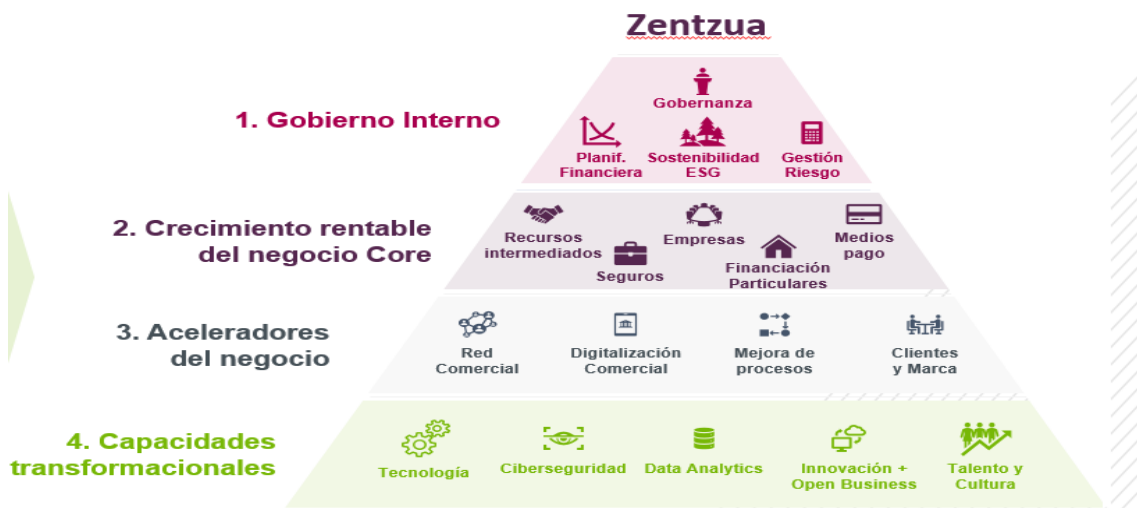 Zentzua
1. Gobierno Interno
Gobernanza
Planif.
Financiera
Sostenibilidad
ESG
Gestión
Riesgo
2. Crecimiento rentable
del negocio Core
Recursos
intermediados
Seguros
Empresas
Financiación
Particulares
Medios
pago
3. Aceleradores
del negocio
Red
Comercial
Digitalización
Comercial
Mejora de
procesos
Clientes
y Marca
4. Capacidades
transformacionales
Tecnología
Ciberseguridad
Data Analytics
Innovación +
Open Business
Talento y
Cultura